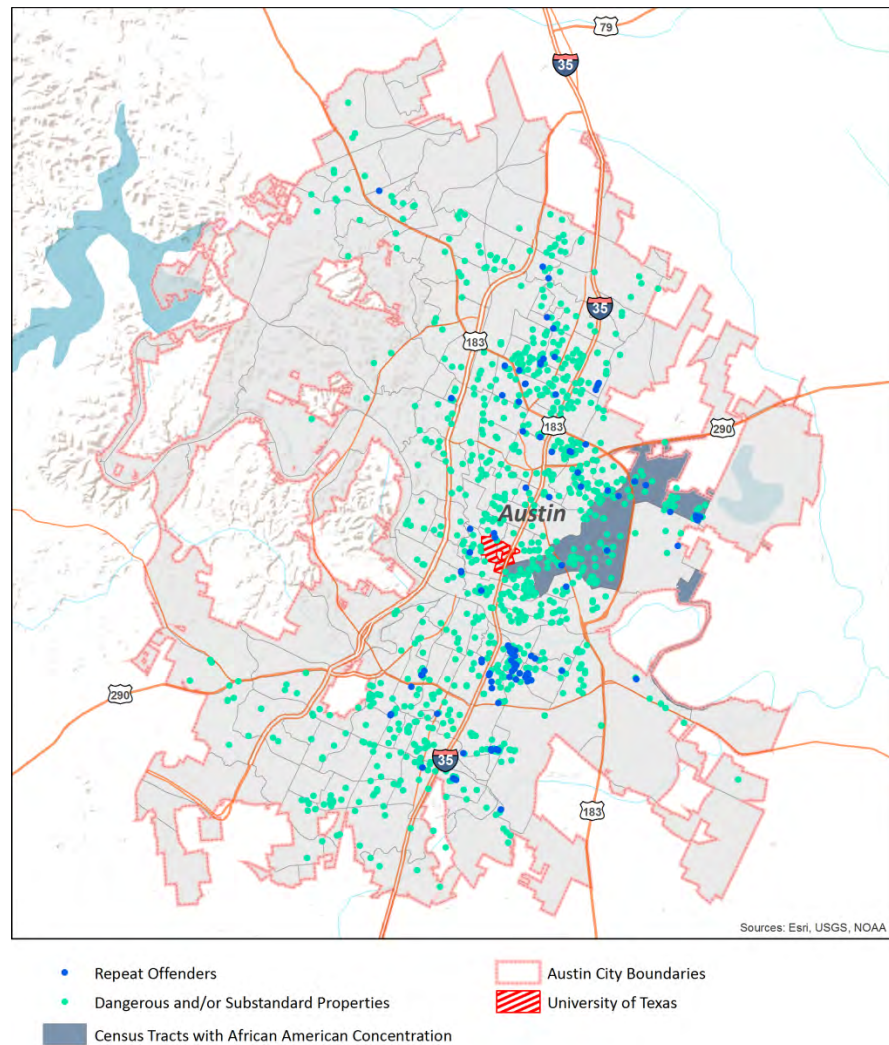 79
35
35
183
183
290
Austin
290
35
183
Sources: Esri, USGS, NOAA
Repeat Offenders
Austin City Boundaries
Dangerous and/or Substandard Properties
University of Texas
Census Tracts with African American Concentration